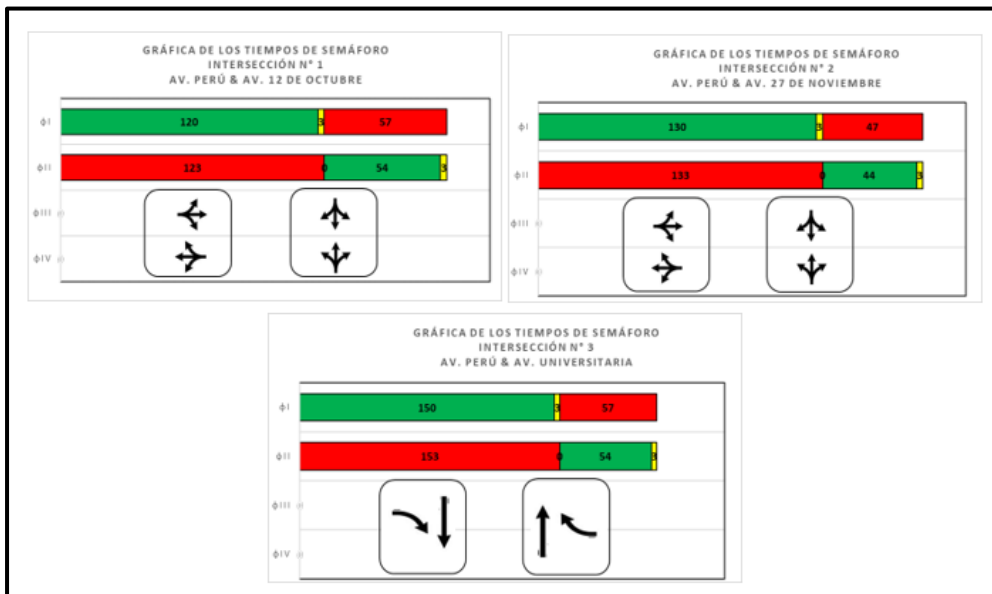 GRÁFICA DE LOS TIEMPOS DE SEMÁFORO
INTERSECCIÓN N° 1
AV. PERÚ & AV. 12 DE OCTUBRE
ϕI
120
3
57
ϕII
123
0
54
3
ϕIII
ϕIV
GRÁFICA DE LOS TIEMPOS DE SEMÁFORO
INTERSECCIÓN N° 2
AV. PERÚ & AV. 27 DE NOVIEMBRE
ϕI
130
3
47
ϕII
133
0
44
3
ϕIII
ϕIV
GRÁFICA DE LOS TIEMPOS DE SEMÁFORO
INTERSECCIÓN N° 3
AV. PERÚ & AV. UNIVERSITARIA
ϕI
150
3
57
ϕII
153
0
54
3
ϕIII
ϕIV